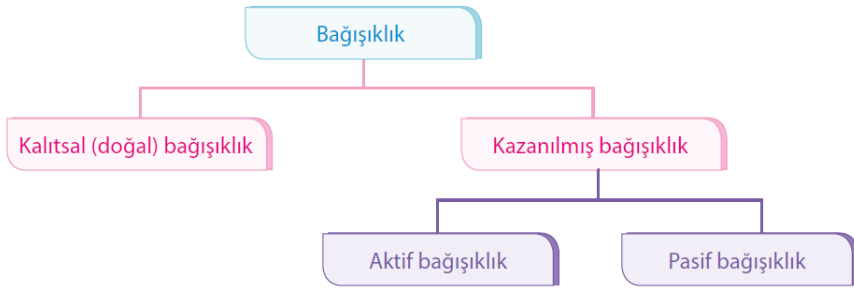 Bağışıklık
Kalıtsal (doğal) bağışıklık
Kazanılmış bağışıklık
Aktif bağışıklık
Pasif bağışıklık